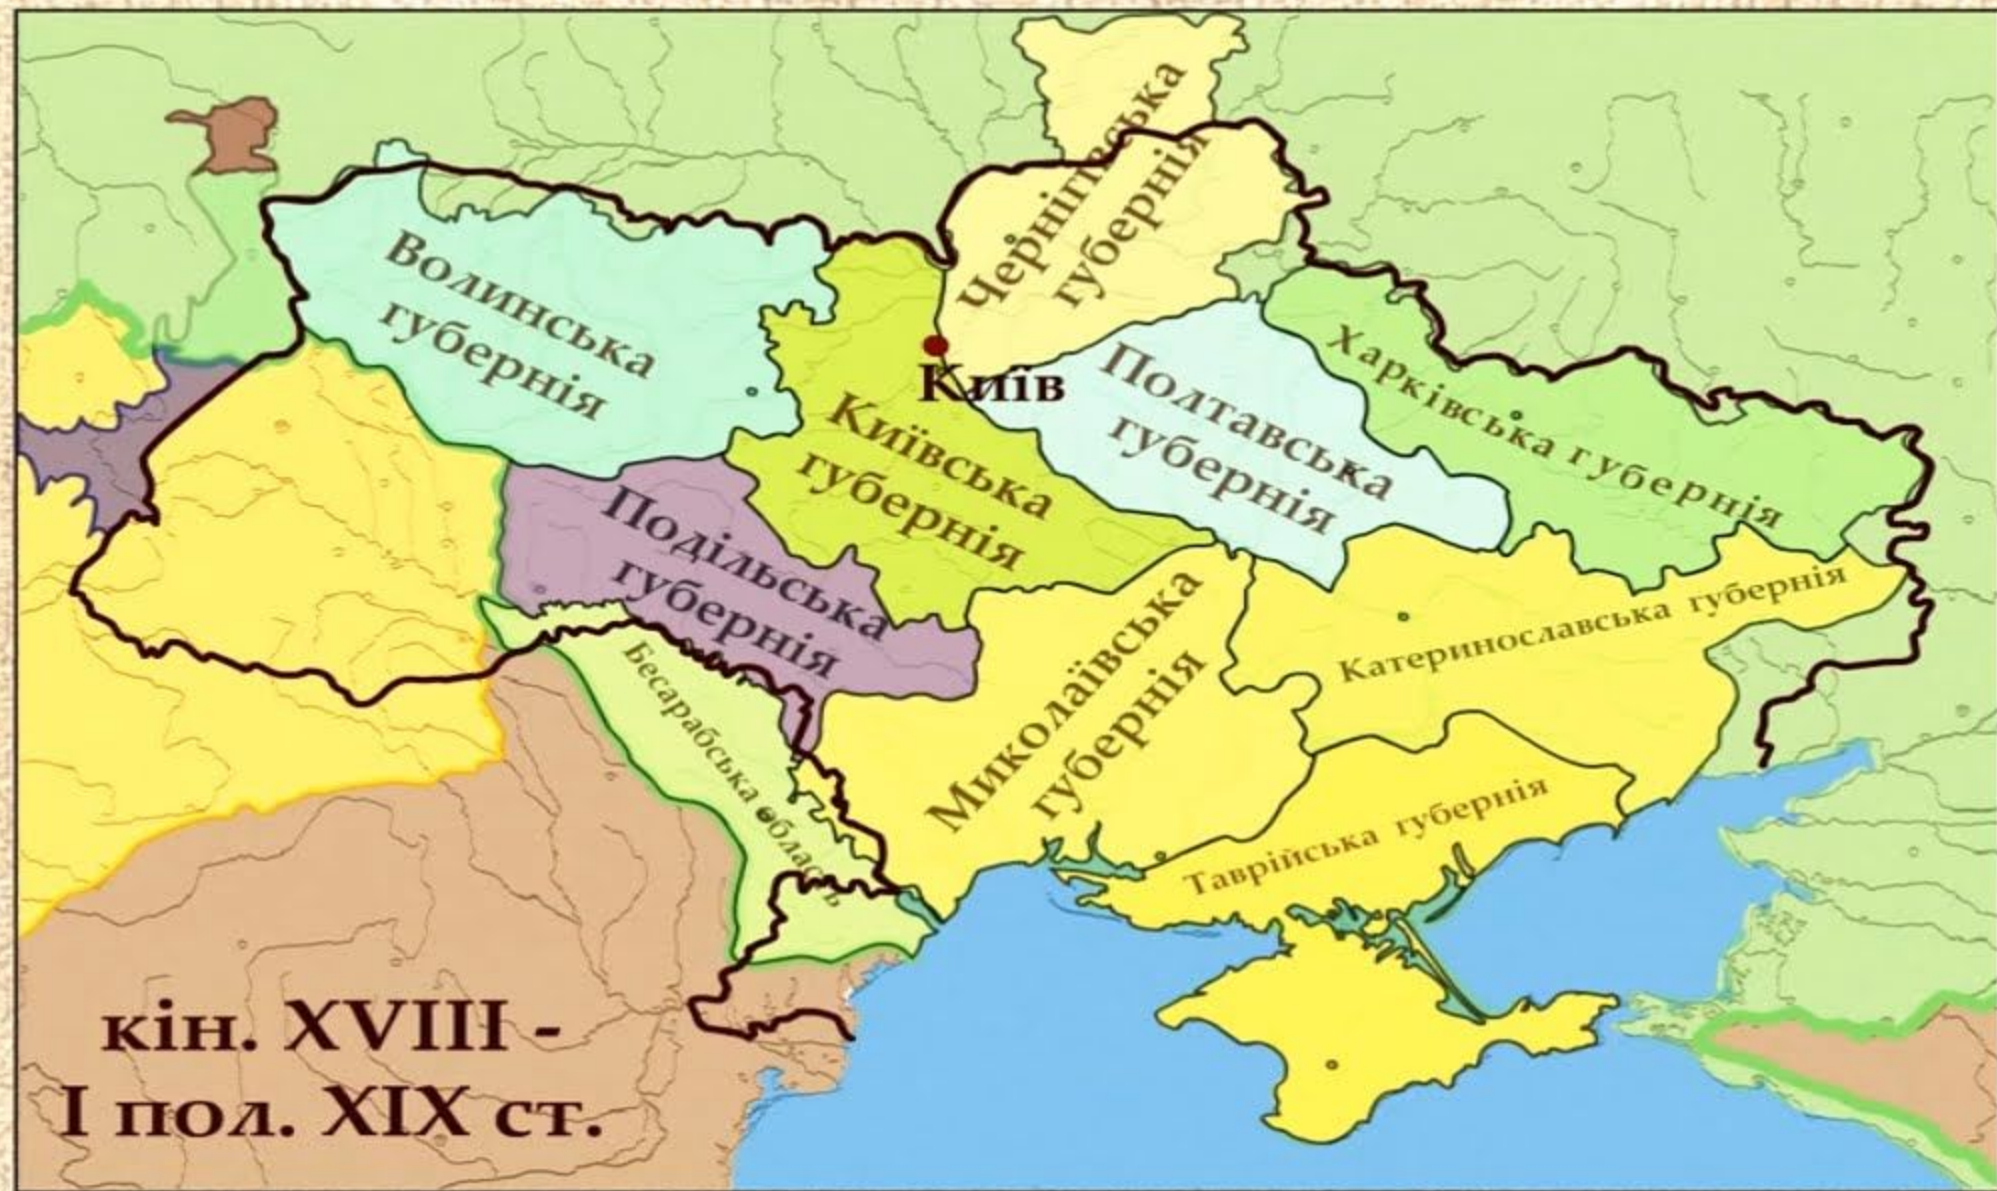 Чернігівська
губернія
Волинська
губернія
Київ
Полтавська
губернія
Харківська губернія
Київська
губернія
Подільська
губернія
Бесарабська область
Миколаївська
губернія
Катеринославська губернія
Таврійська губернія
кін. XVIII -
І пол. XIX ст.